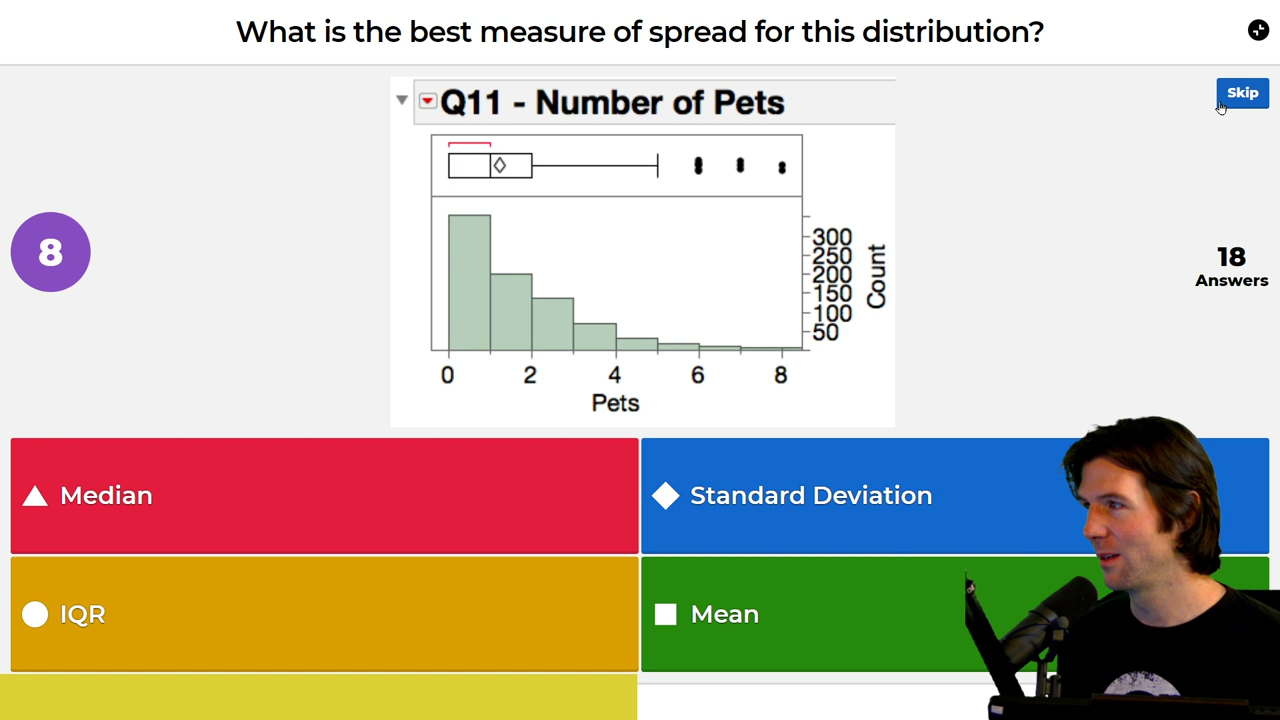 What is the best measure of spread for this distribution?
Skip
Q11 - Number of Pets
8
18
Answers
300
250
200
150
100
50
Count
0 2 4 6 8
Pets
Median
Standard Deviation
IQR
Mean